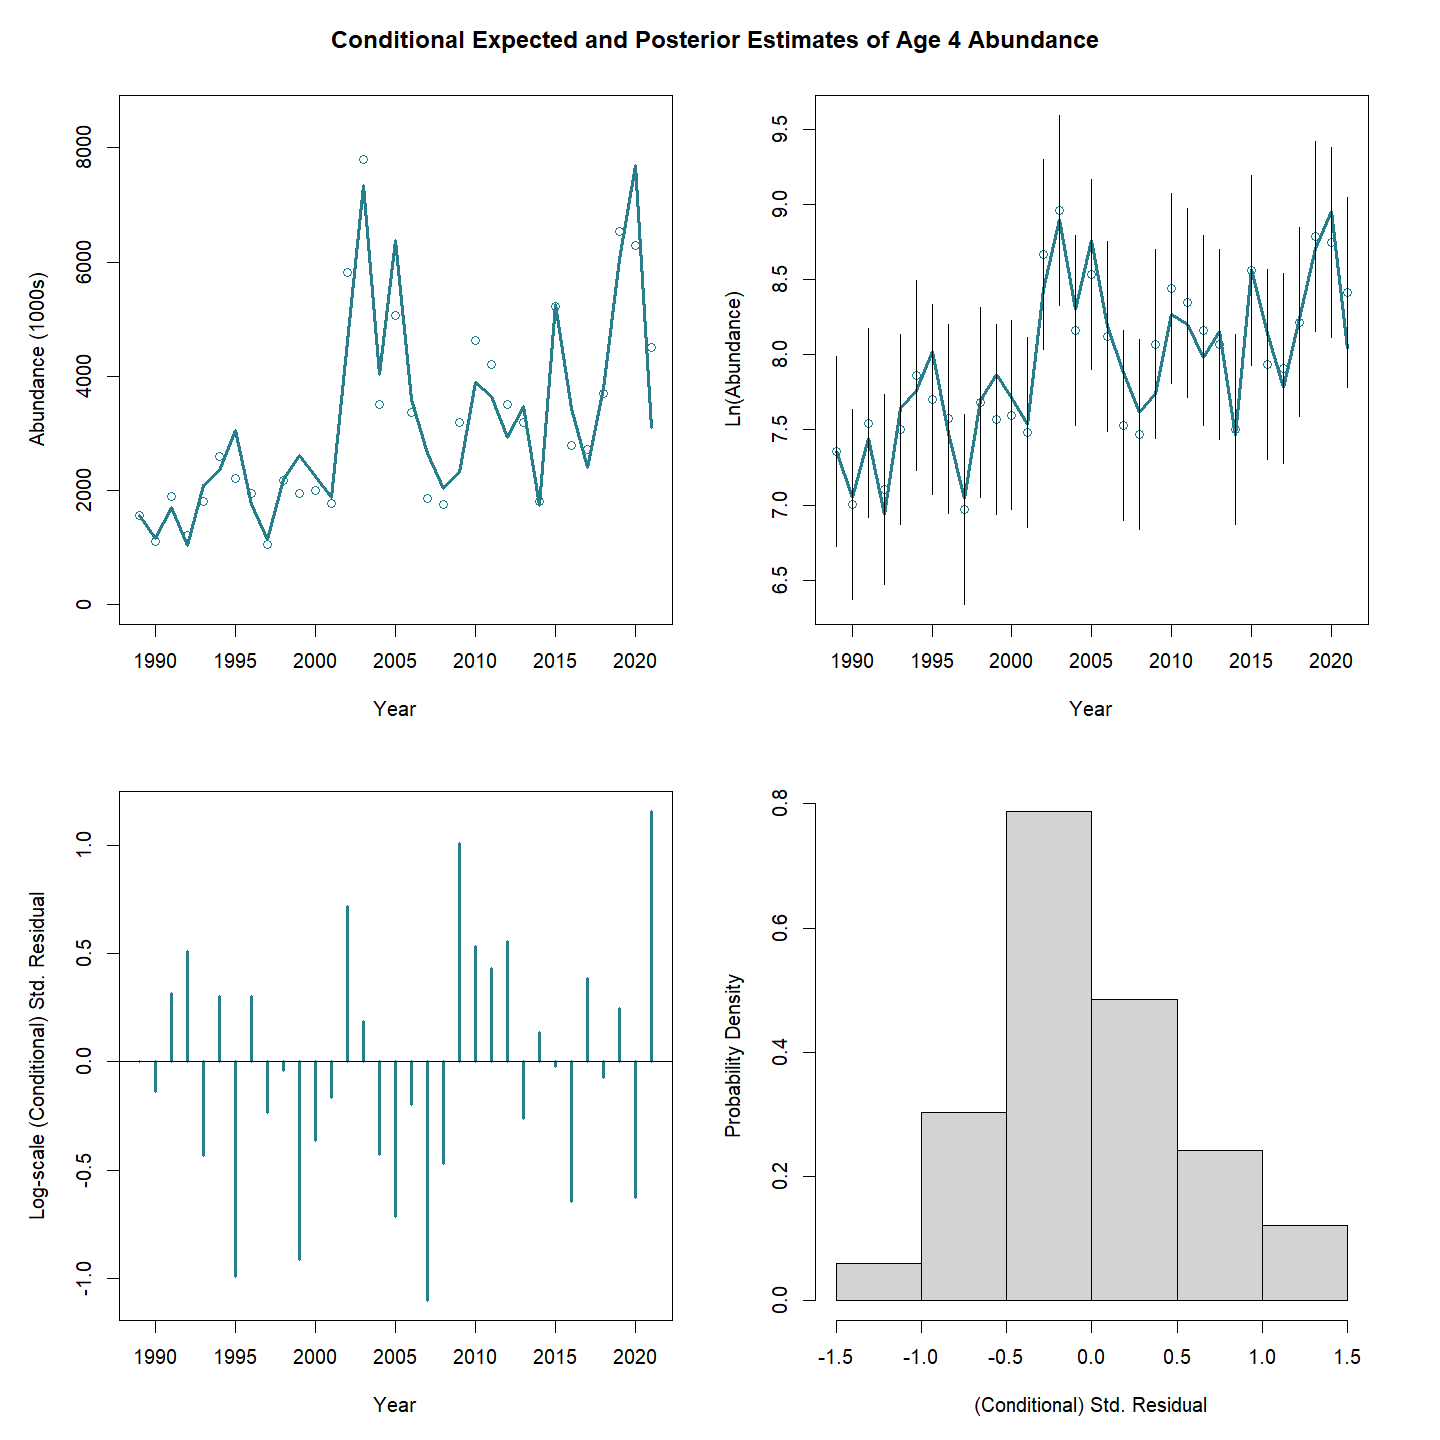 Conditional Expected and Posterior Estimates of Age 4 Abundance
Abundance (1000s)
8000
6000
4000
2000
0
1990 1995 2000 2005 2010 2015 2020
Year
Ln(Abundance)
9.5
9.0
8.5
8.0
7.5
7.0
6.5
1990 1995 2000 2005 2010 2015 2020
Year
Log-scale (Conditional) Std. Residual
1.0
0.5
0.0
-0.5
-1.0
1990 1995 2000 2005 2010 2015 2020
Year
Probability Density
0.8
0.6
0.4
0.2
0.0
-1.5 -1.0 -0.5 0.0 0.5 1.0 1.5
(Conditional) Std. Residual